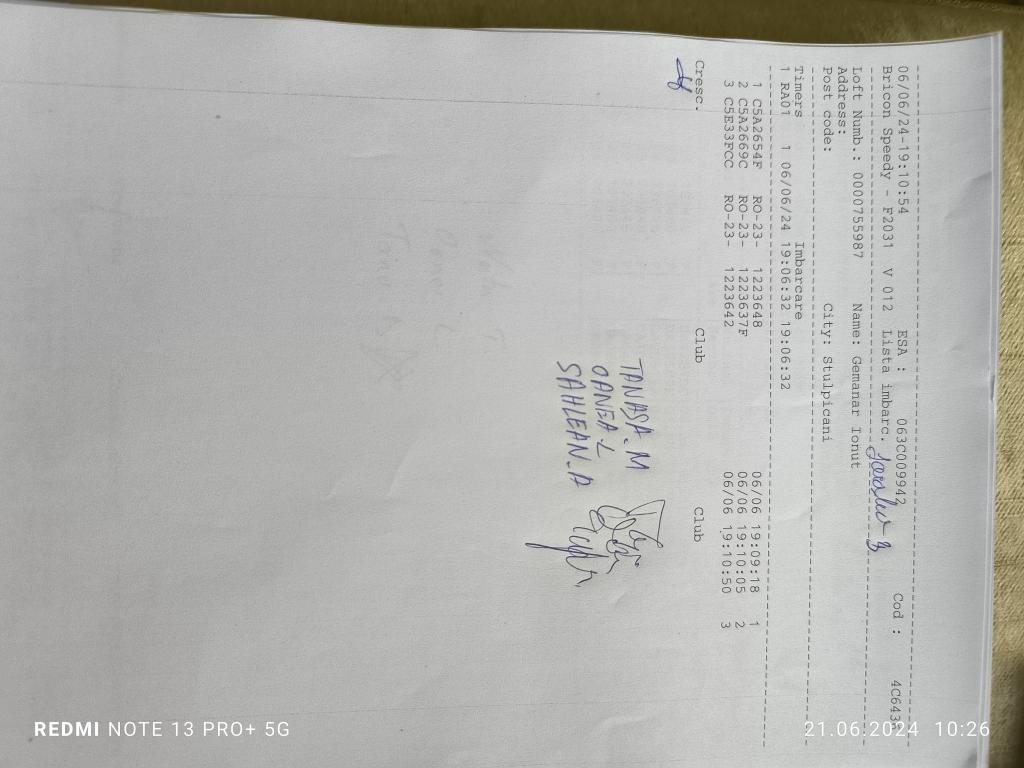 06/06/24-19:10:54 ESA : 063C009942 Cod : 4C643
Bricon Speedy - F2031 V 012 Lista imbarc.
Loft Numb.: 0000755987 Name: Gemanar Ionut
Address:
Post code: City: Stulpicani
Timers Imbarcare
1 RA01 1 06/06/24 19:06:32 19:06:32
1 C5A2654F RO-23- 1223648 06/06 19:09:18 1
2 C5A2669C RO-23- 1223637F 06/06 19:10:05 2
3 C5E33FCC RO-23- 1223642 06/06 19:10:50 3
Cresc. Club Club
TANASA.M
OANEA L
SAHLEAN.A
REDMI NOTE 13 PRO+ 5G
21.06.2024 10:26